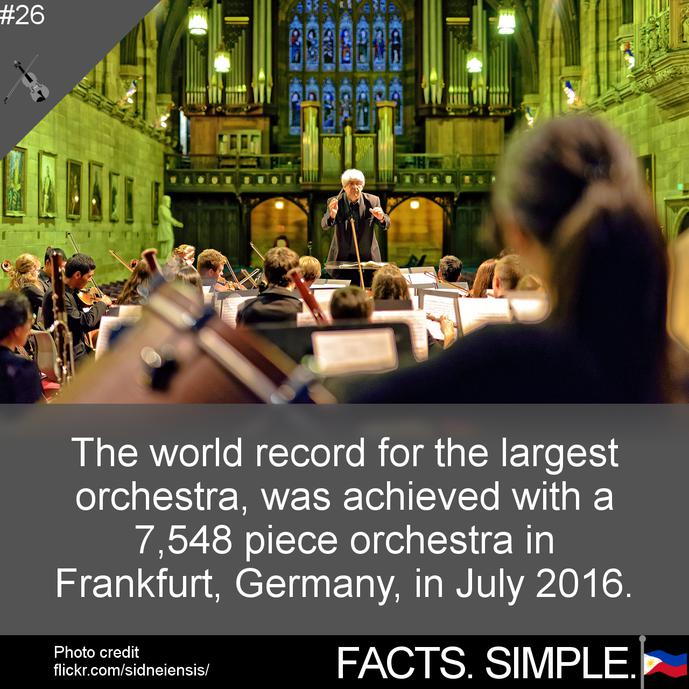 #26
The world record for the largest
orchestra, was achieved with a
7,548 piece orchestra in
Frankfurt, Germany, in July 2016.
Photo credit
flickr.com/sidneiensis/
FACTS. SIMPLE.